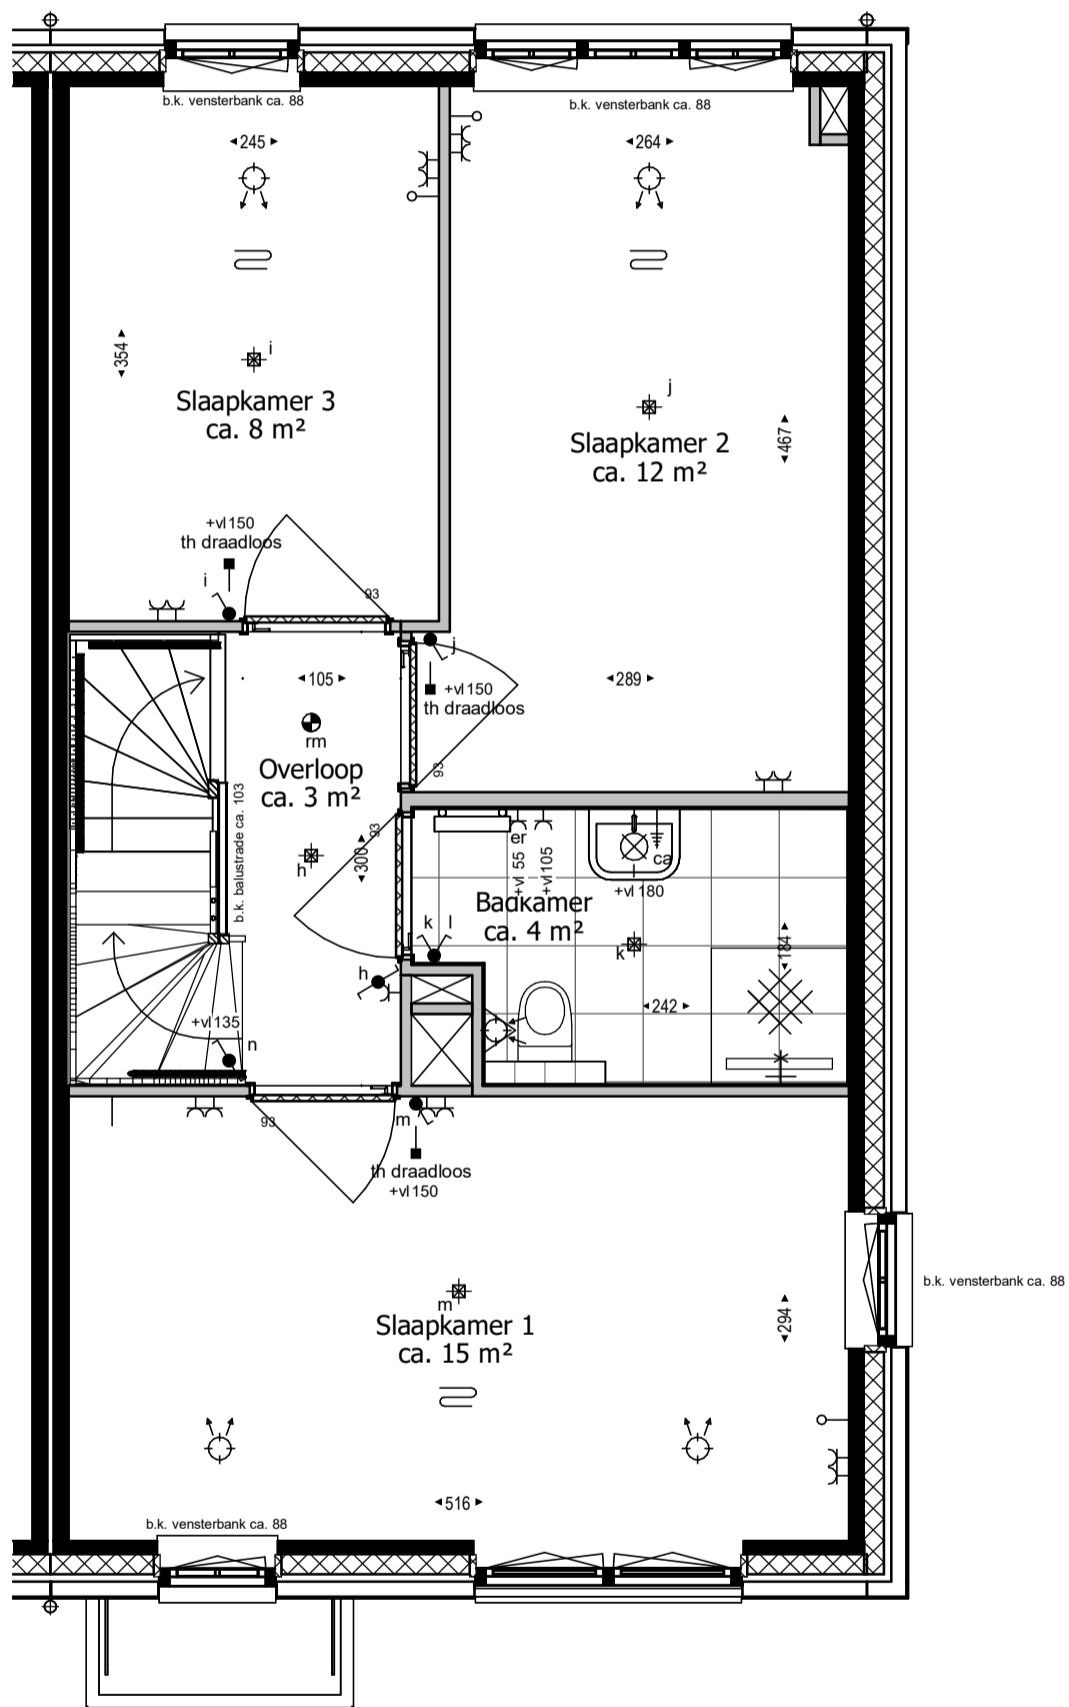 b.k. vensterbank ca. 88
b.k. vensterbank ca. 88
245
264
354
i
Slaapkamer 3
ca. 8 m²
j
Slaapkamer 2
ca. 12 m²
467
+vl150
th draadloos
i
93
j
105
289
+vl150
th draadloos
rm
Overloop
ca. 3 m²
93
b.k. balustrade ca. 103
93
300
h
er
+vl 55
+vl105
ca
+vl180
Badkamer
ca. 4 m²
k
l
k
184
h
242
+vl135
n
93
m
th draadloos
+vl150
b.k. vensterbank ca. 88
m
Slaapkamer 1
ca. 15 m²
294
516
b.k. vensterbank ca. 88